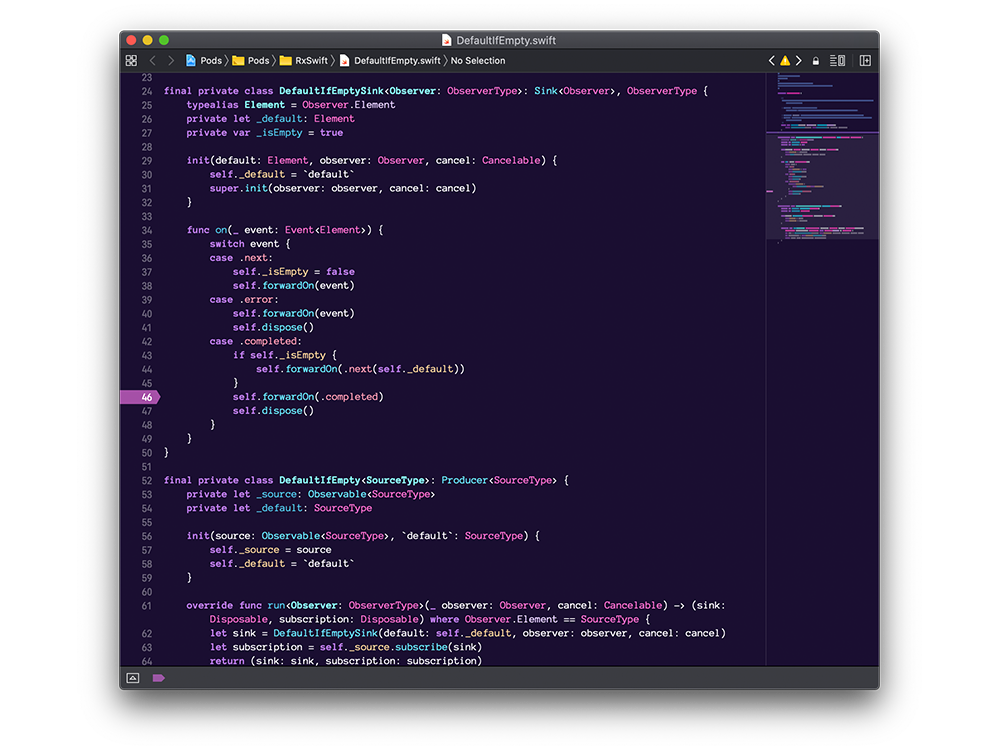 DefaultIfEmpty.swift
Pods Pods RxSwift DefaultIfEmpty.swift No Selection
23
24 final private class DefaultIfEmptySink<Observer: ObserverType>: Sink<Observer>, ObserverType {
25 typealias Element = Observer.Element
26 private let _default: Element
27 private var _isEmpty = true
28
29 init(default: Element, observer: Observer, cancel: Cancelable) {
30 self._default = `default`
31 super.init(observer: observer, cancel: cancel)
32 }
33
34 func on(_ event: Event<Element>) {
35 switch event {
36 case .next:
37 self._isEmpty = false
38 self.forwardOn(event)
39 case .error:
40 self.forwardOn(event)
41 self.dispose()
42 case .completed:
43 if self._isEmpty {
44 self.forwardOn(.next(self._default))
45 }
46 self.forwardOn(.completed)
47 self.dispose()
48 }
49 }
50 }
51
52 final private class DefaultIfEmpty<SourceType>: Producer<SourceType> {
53 private let _source: Observable<SourceType>
54 private let _default: SourceType
55
56 init(source: Observable<SourceType>, `default`: SourceType) {
57 self._source = source
58 self._default = `default`
59 }
60
61 override func run<Observer: ObserverType>(_ observer: Observer, cancel: Cancelable) -> (sink:
Disposable, subscription: Disposable) where Observer.Element == SourceType {
62 let sink = DefaultIfEmptySink(default: self._default, observer: observer, cancel: cancel)
63 let subscription = self._source.subscribe(sink)
64 return (sink: sink, subscription: subscription)